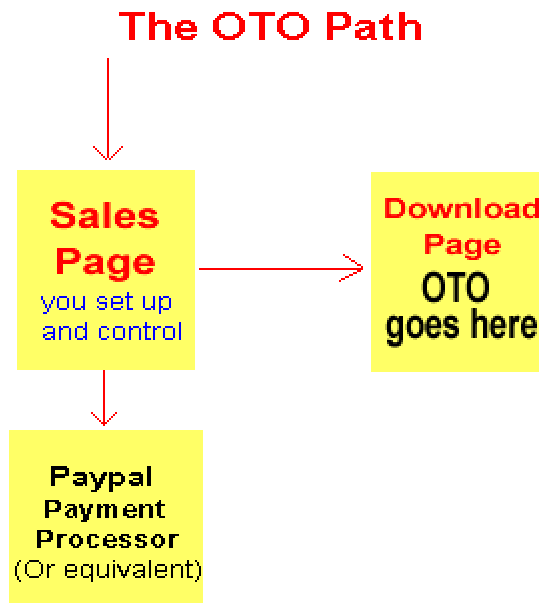 The OTO Path
Sales
Page
you set up
and control
Download
Page
OTO
goes here
Paypal
Payment
Processor
(Or equivalent)